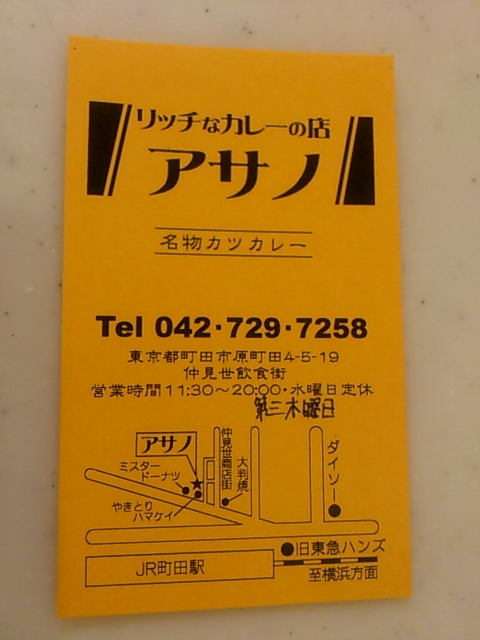 リッチなカレーの店
アサノ
名物カツカレー
Tel 042・729・7258
東京都町田市原町田4-5-19
仲見世飲食街
営業時間11:30〜20:00・水曜日定休
第三木曜日
アサノ
仲見世商店街
大判焼
ダイソー
ミスター
ドーナツ
やきとり
ハマケイ
旧東急ハンズ
JR町田駅
至横浜方面